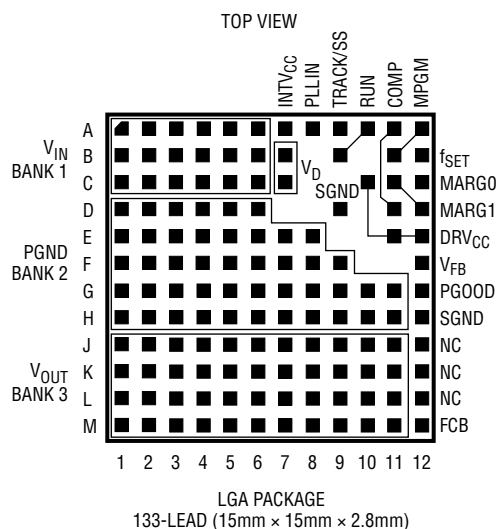 TOP VIEW
INTVCC
PLLIN
TRACK/SS
RUN
COMP
MPGM
A
B
C
D
E
F
G
H
J
K
L
M
VIN
BANK 1
PGND
BANK 2
VOUT
BANK 3
VD
SGND
fSET
MARG0
MARG1
DRVCC
VFB
PGOOD
SGND
NC
NC
NC
FCB
1 2 3 4 5 6 7 8 9 10 11 12
LGA PACKAGE
133-LEAD (15mm × 15mm × 2.8mm)